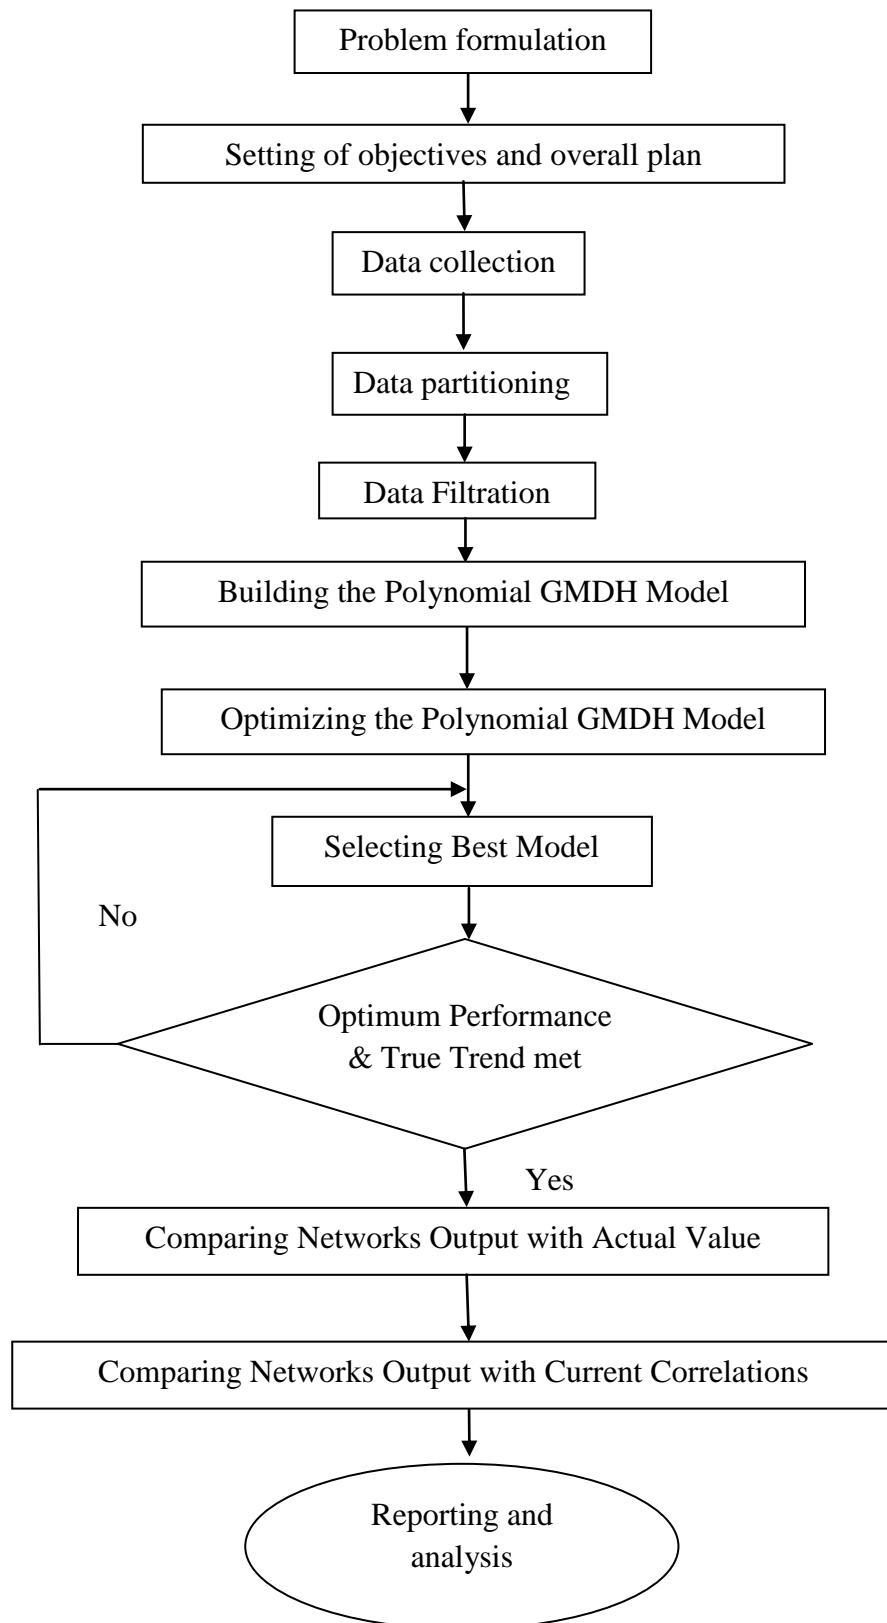 Problem formulation
Setting of objectives and overall plan
Data collection
Data partitioning
Data Filtration
Building the Polynomial GMDH Model
Optimizing the Polynomial GMDH Model
Selecting Best Model
No
Optimum Performance
& True Trend met
Yes
Comparing Networks Output with Actual Value
Comparing Networks Output with Current Correlations
Reporting and
analysis